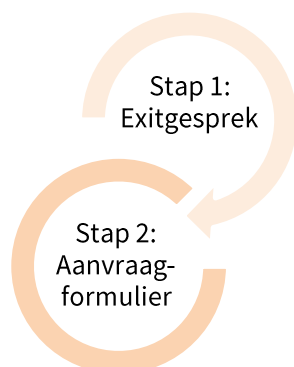 Stap 1:
Exitgesprek
Stap 2:
Aanvraag-
formulier